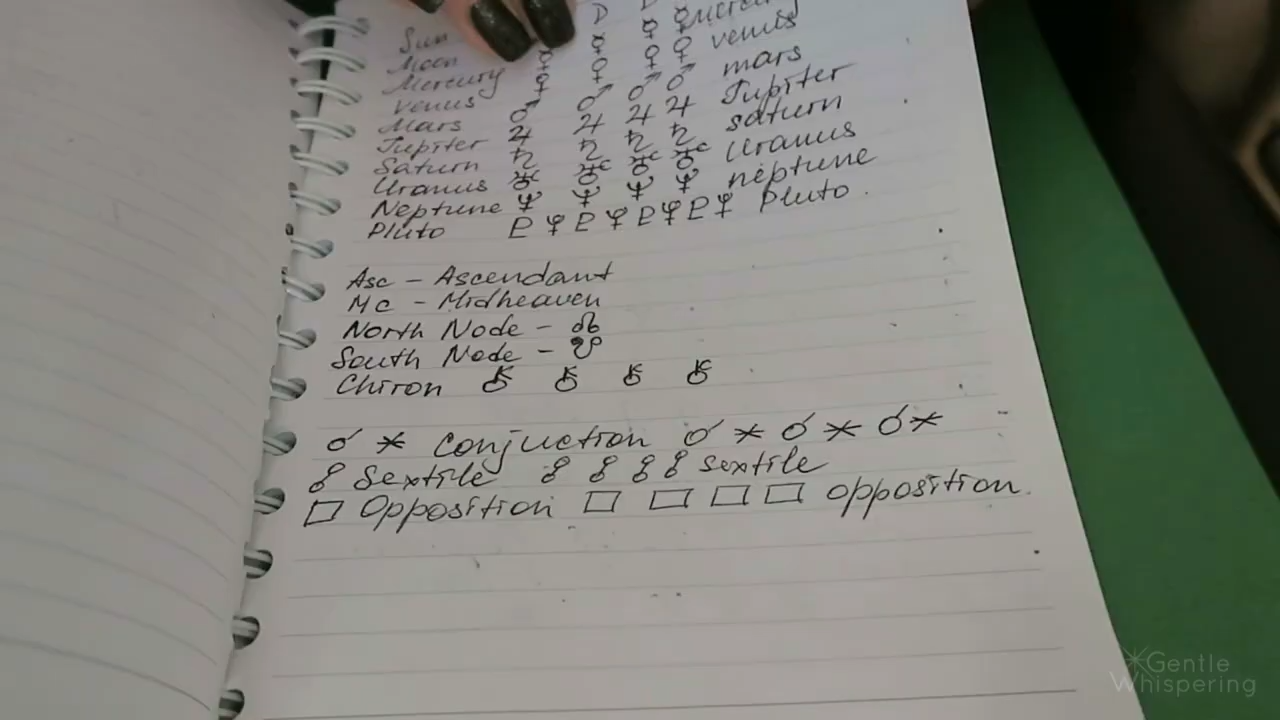 Sun ☽ ☽
Moon ☿ ☿ ☿ Mercury
Mercury ☿ ♀ ♀ ♀ venus
Venus ♀ ♂ ♂ ♂ mars
Mars ♂ ♃ ♃ ♃ Jupiter
Jupiter ♃ ♄ ♄ ♄ saturn
Saturn ♄ ♅ ♅ ♅ Uranus
Uranus ♅ ♆ ♆ ♆ neptune
Neptune ♆
Pluto ♇ ♆ ♇ ♆ ♇ ♆ ♇ ♆ Pluto.
Asc – Ascendant
Mc – Midheaven
North Node – ☊
South Node – ☋
Chiron ⚷ ⚷ ⚷ ⚷
☌ * conjuction ☌ * ☌ * ☌ *
☍ Sextile ☍ ☍ ☍ ☍ sextile
□ Opposition □ □ □ □ opposition.
Gentle
Whispering